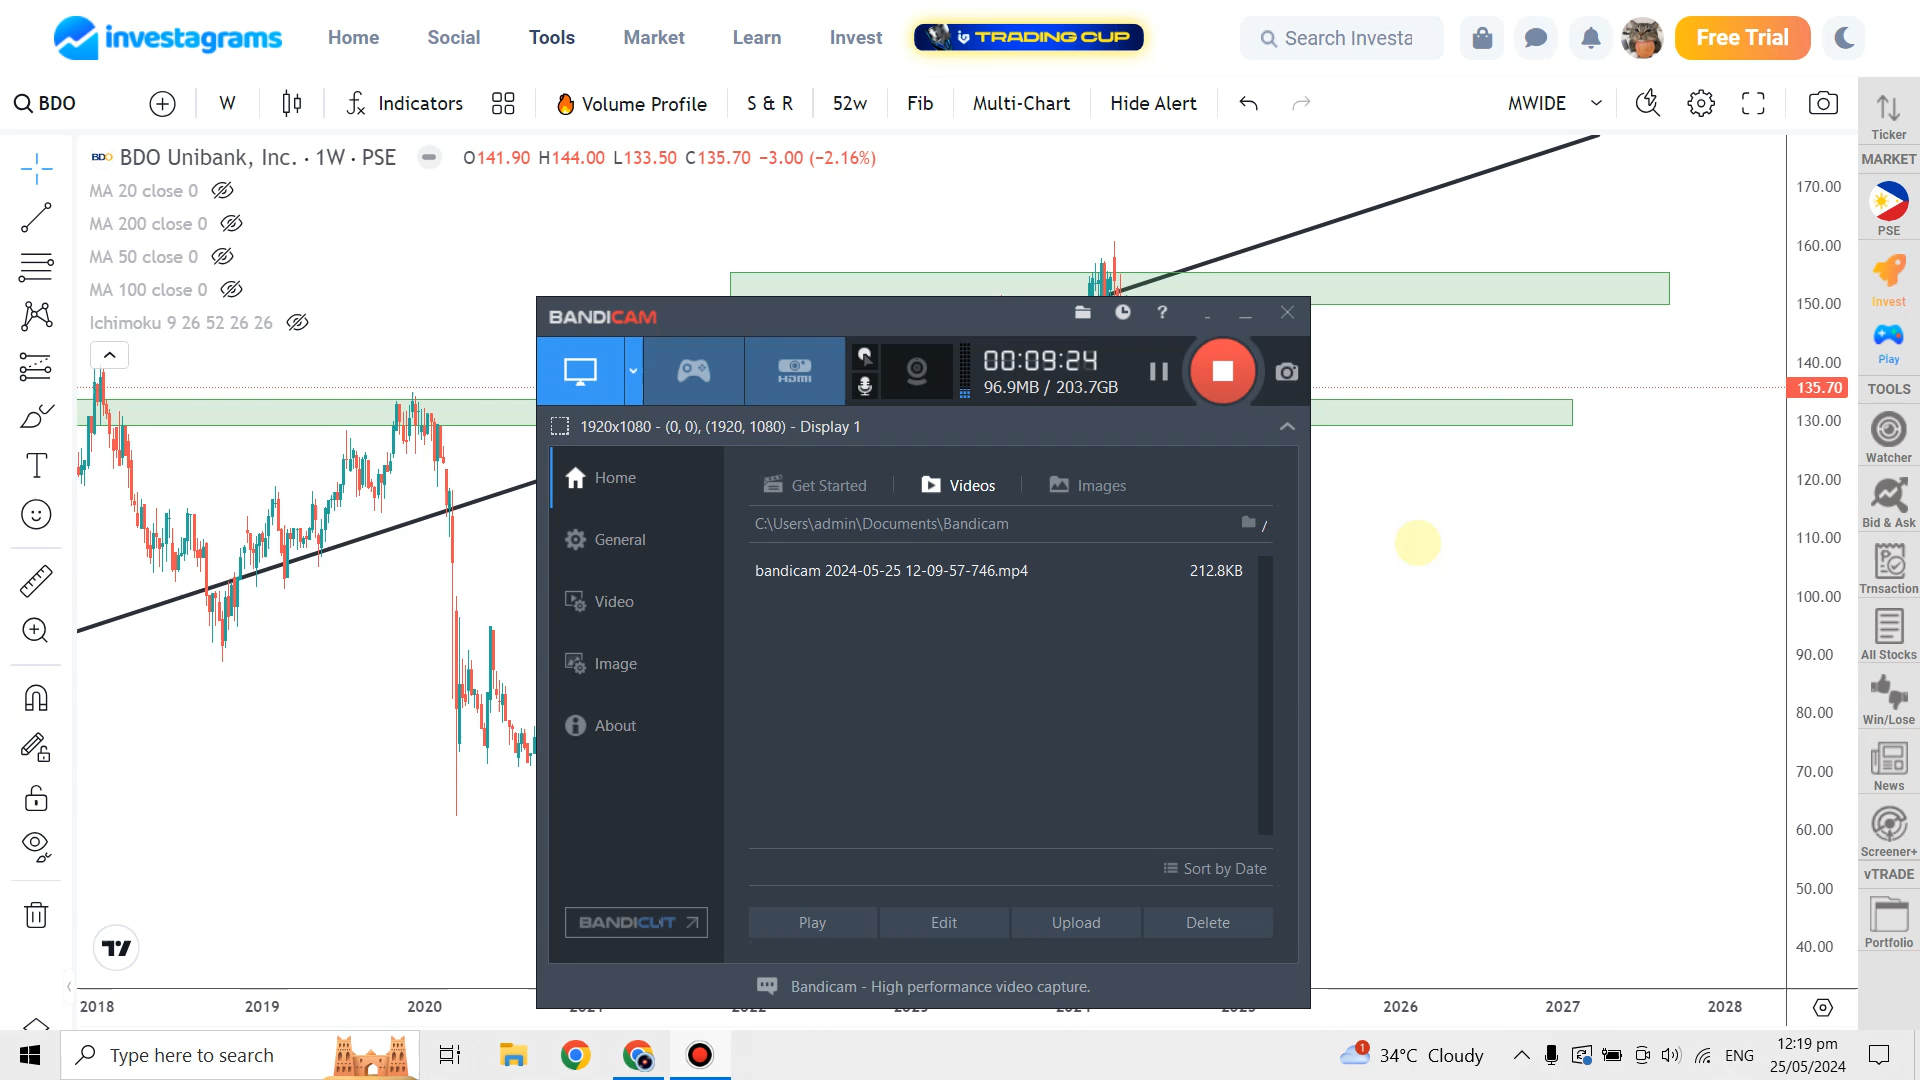 investagrams Home Social Tools Market Learn Invest TRADING CUP Search Investa Free Trial
BDO W Indicators Volume Profile S & R 52w Fib Multi-Chart Hide Alert MWIDE
BDO Unibank, Inc. · 1W · PSE O141.90 H144.00 L133.50 C135.70 −3.00 (−2.16%)
MA 20 close 0
MA 200 close 0
MA 50 close 0
MA 100 close 0
Ichimoku 9 26 52 26 26
170.00
160.00
150.00
140.00
135.70
130.00
120.00
110.00
100.00
90.00
80.00
70.00
60.00
50.00
40.00
Ticker
MARKET
PSE
Invest
Play
TOOLS
Watcher
Bid & Ask
Trnsaction
All Stocks
Win/Lose
News
Screener+
vTRADE
Portfolio
BANDICAM
HDMI
00:09:24
96.9MB / 203.7GB
1920x1080 - (0, 0), (1920, 1080) - Display 1
Home
General
Video
Image
About
BANDICUT
Get Started Videos Images
C:\Users\admin\Documents\Bandicam
bandicam 2024-05-25 12-09-57-746.mp4 212.8KB
Sort by Date
Play Edit Upload Delete
Bandicam - High performance video capture.
2018 2019 2020 2026 2027 2028
Type here to search
1 34°C Cloudy ENG
12:19 pm
25/05/2024